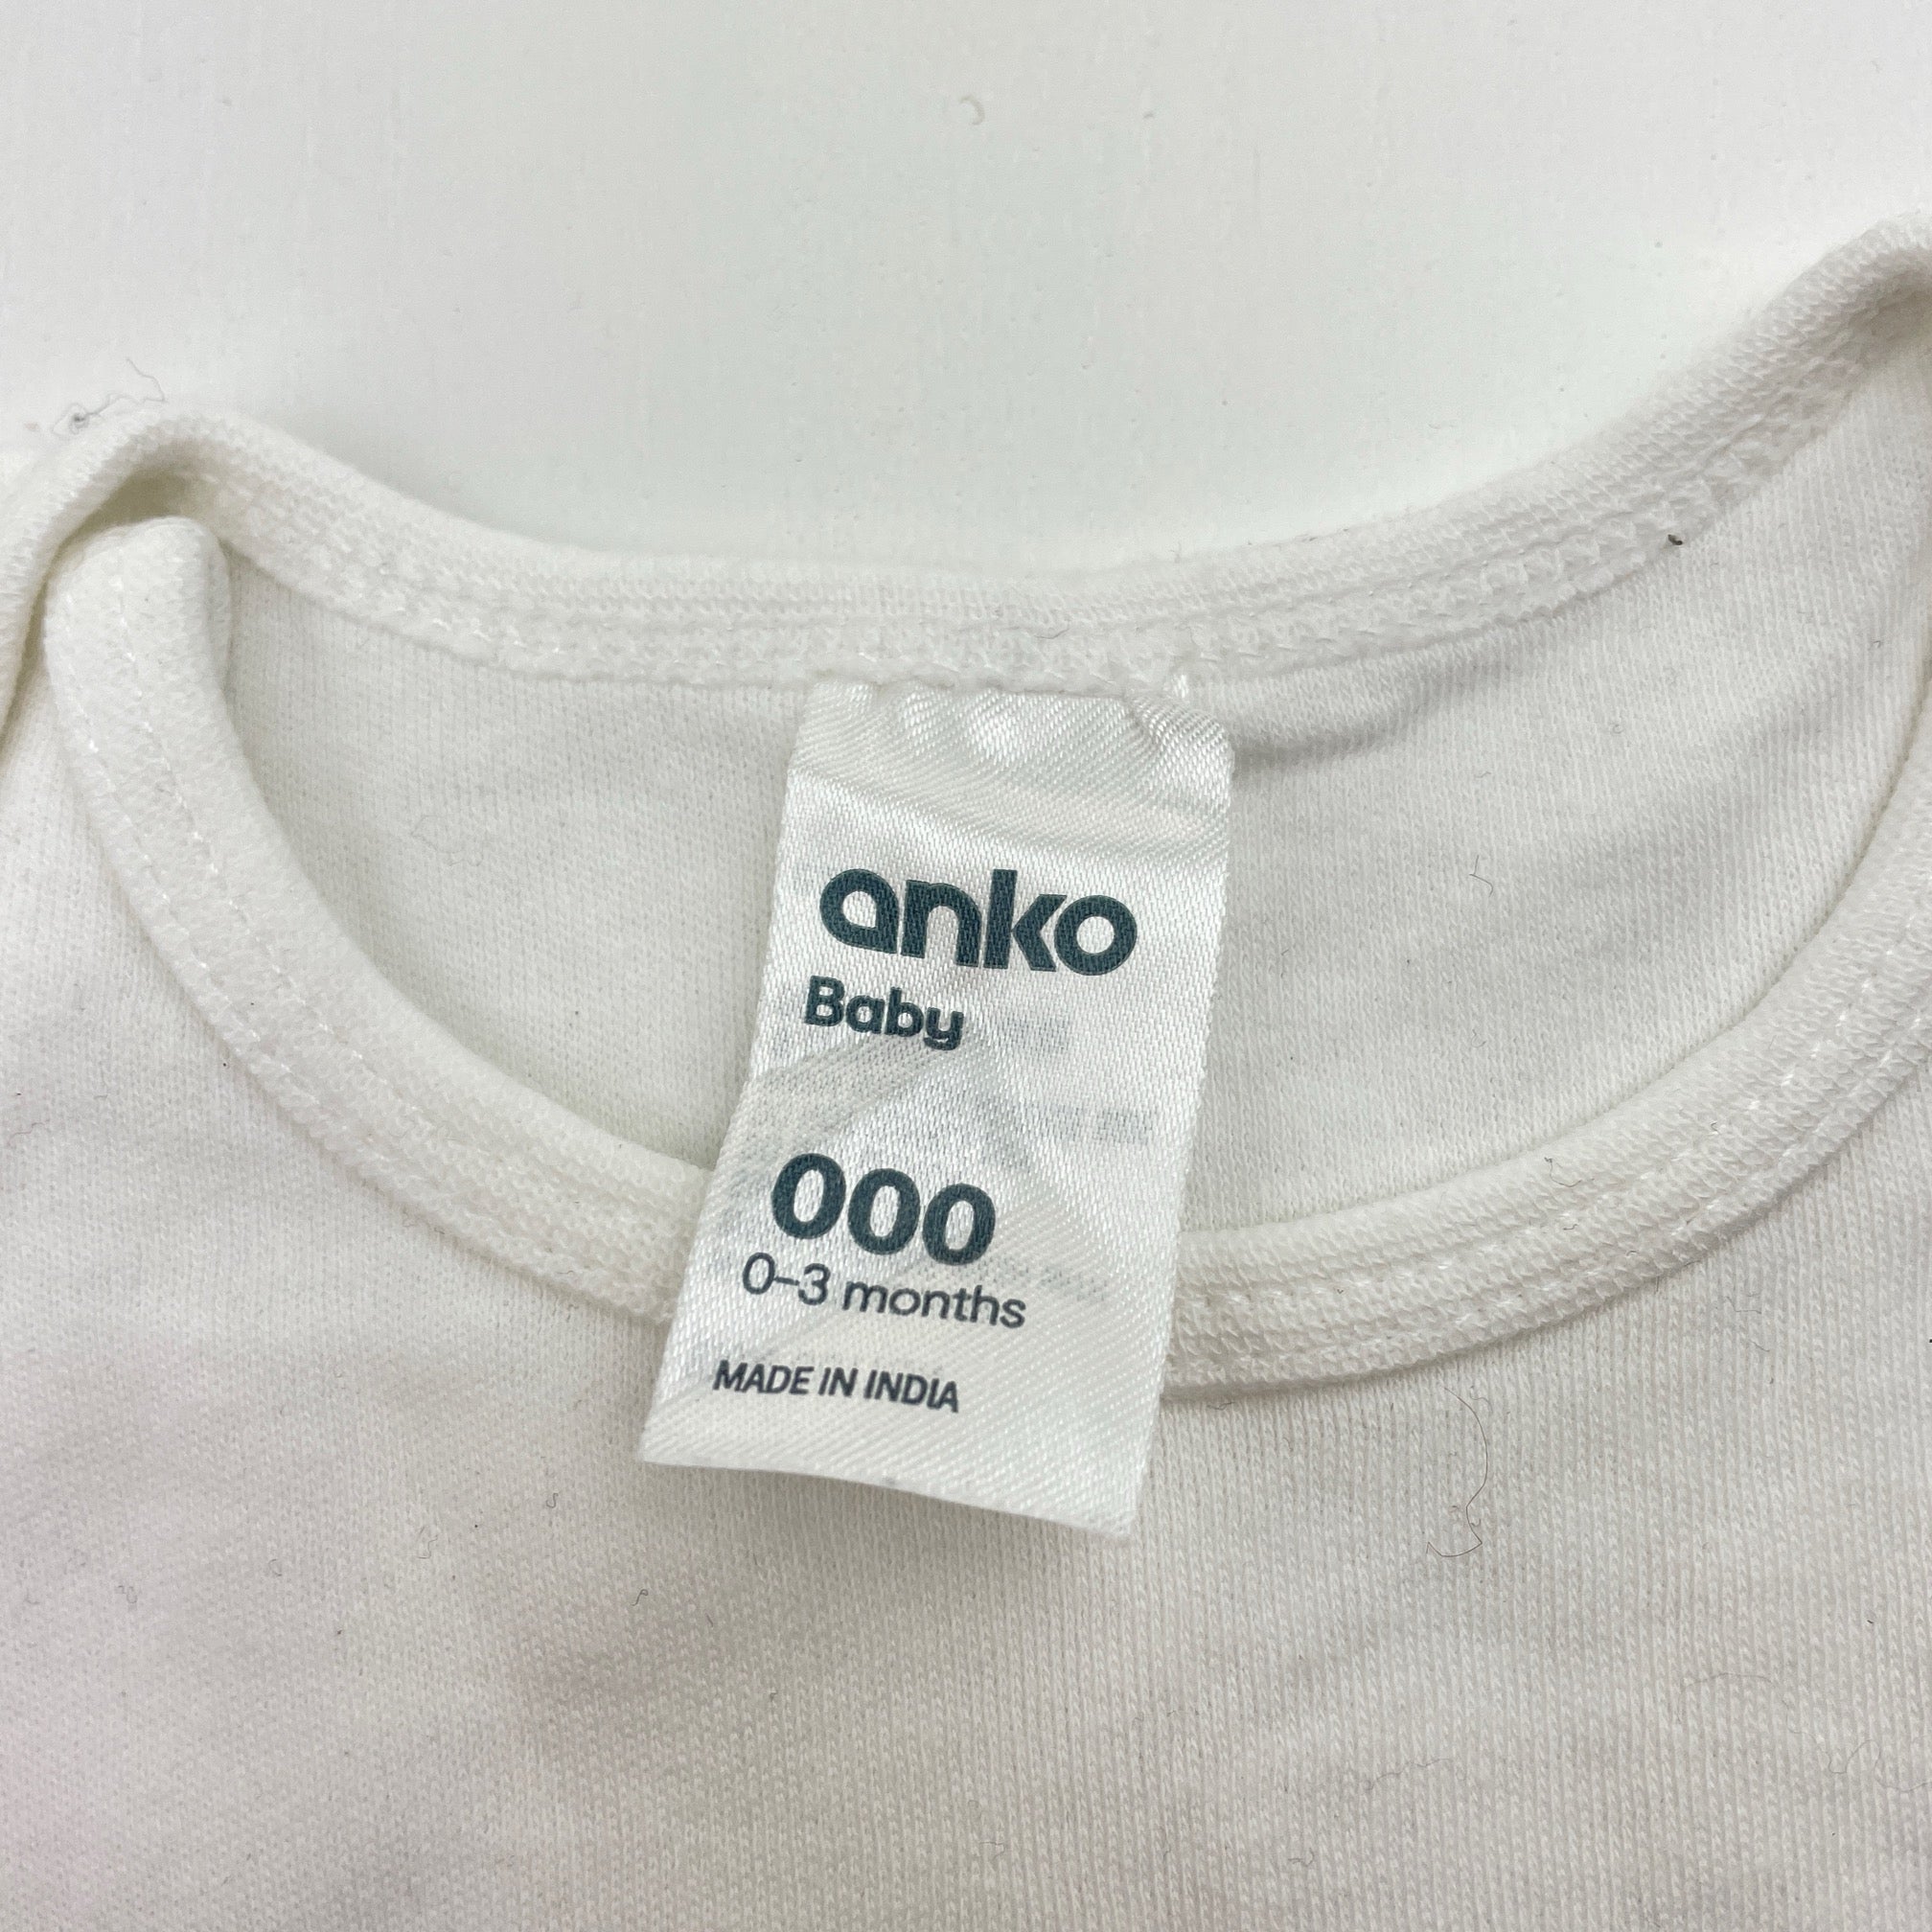 anko
Baby
000
0–3 months
MADE IN INDIA